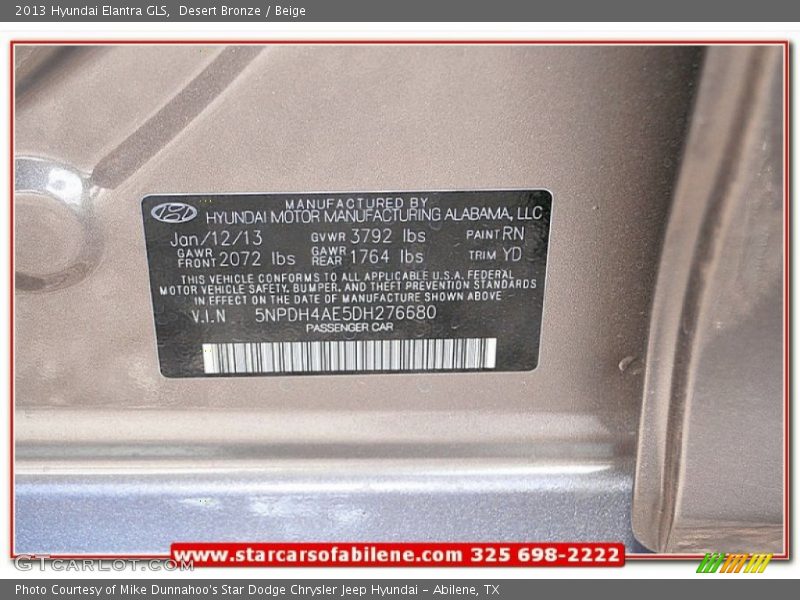 2013 Hyundai Elantra GLS,  Desert Bronze / Beige
MANUFACTURED BY
HYUNDAI MOTOR MANUFACTURING ALABAMA, LLC
Jan/12/13 GVWR 3792 lbs PAINT RN
GAWR FRONT 2072 lbs GAWR REAR 1764 lbs TRIM YD
THIS VEHICLE CONFORMS TO ALL APPLICABLE U.S.A. FEDERAL
MOTOR VEHICLE SAFETY, BUMPER, AND THEFT PREVENTION STANDARDS
IN EFFECT ON THE DATE OF MANUFACTURE SHOWN ABOVE
V.I.N 5NPDH4AE5DH276680
PASSENGER CAR
www.starcarsofabilene.com 325 698-2222
GTCarLot.com
Photo Courtesy of Mike Dunnahoo's Star Dodge Chrysler Jeep Hyundai - Abilene, TX